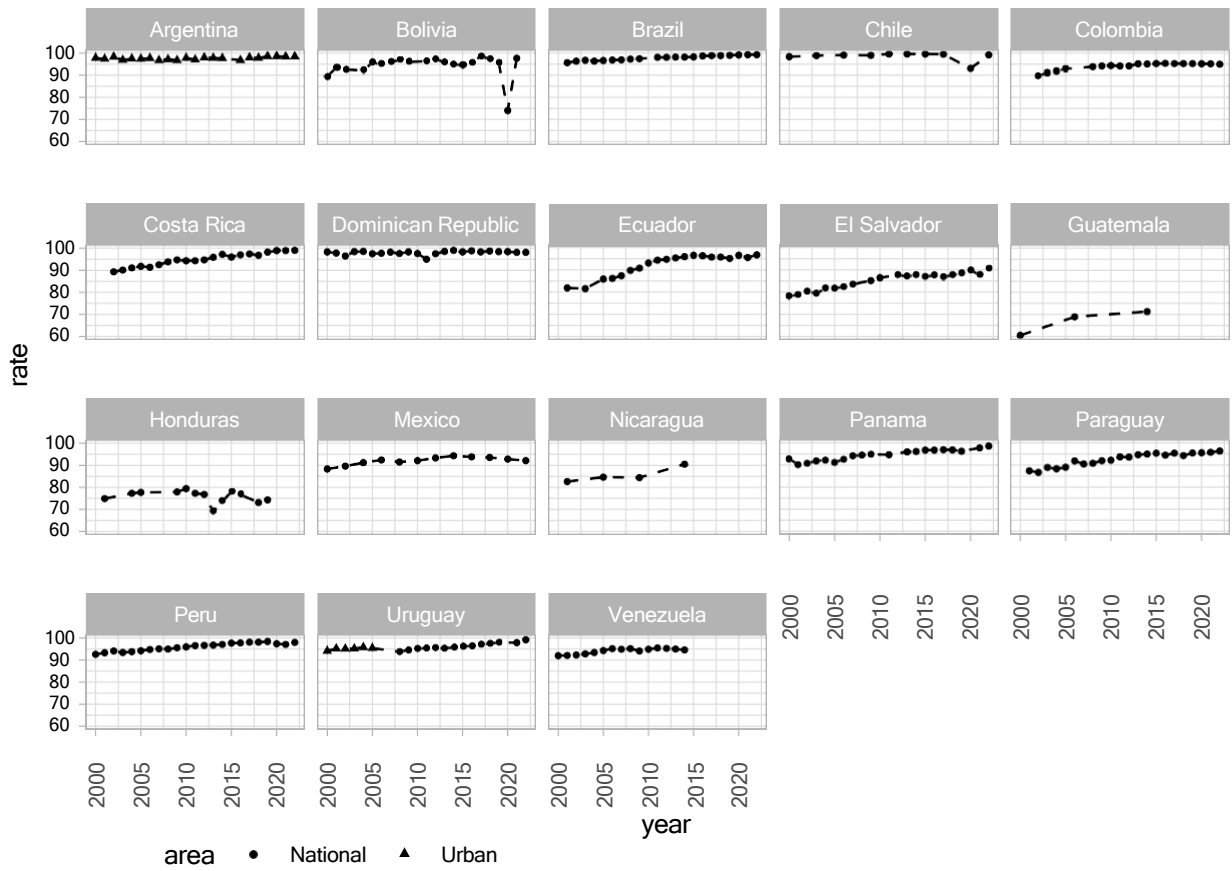 Argentina Bolivia Brazil Chile Colombia
100
90
80
70
60
Costa Rica Dominican Republic Ecuador El Salvador Guatemala
100
90
80
70
60
rate
Honduras Mexico Nicaragua Panama Paraguay
100
90
80
70
60
2000 2005 2010 2015 2020 2000 2005 2010 2015 2020
Peru Uruguay Venezuela
100
90
80
70
60
2000 2005 2010 2015 2020 2000 2005 2010 2015 2020 2000 2005 2010 2015 2020
year
area National Urban